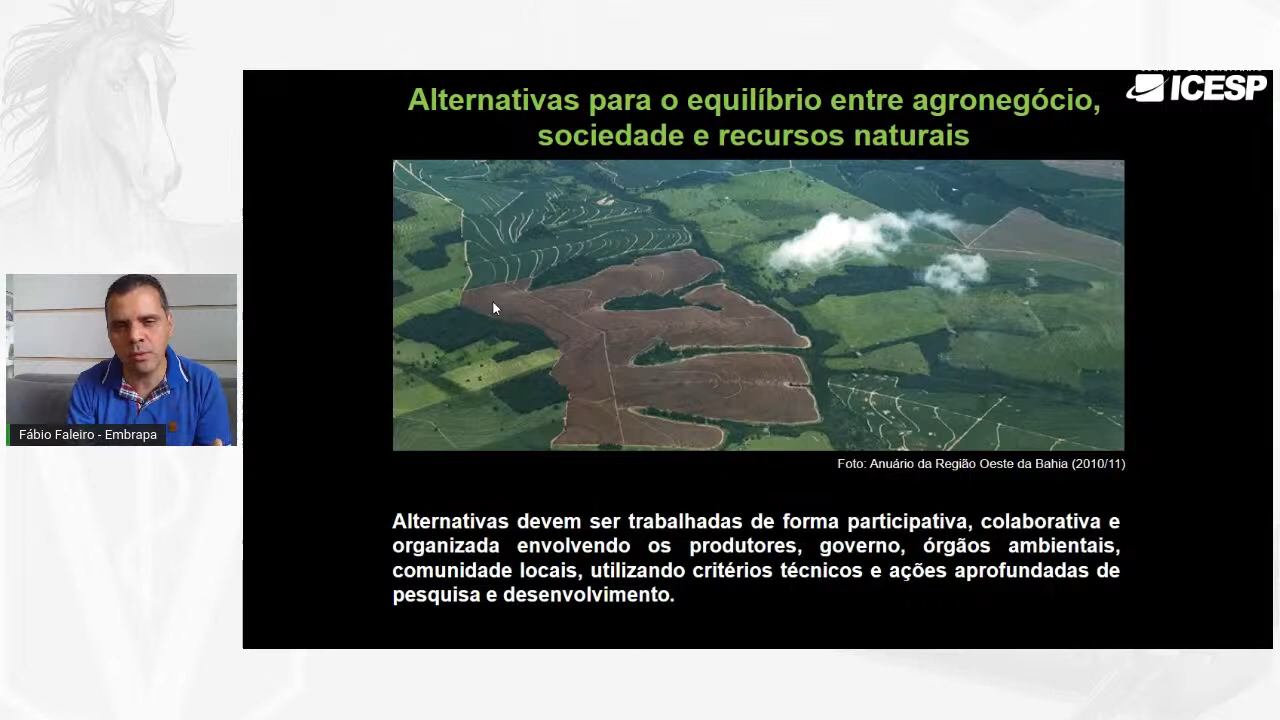 ICESP
Alternativas para o equilíbrio entre agronegócio,
sociedade e recursos naturais
Foto: Anuário da Região Oeste da Bahia (2010/11)
Fábio Faleiro - Embrapa
Alternativas devem ser trabalhadas de forma participativa, colaborativa e
organizada envolvendo os produtores, governo, órgãos ambientais,
comunidade locais, utilizando critérios técnicos e ações aprofundadas de
pesquisa e desenvolvimento.